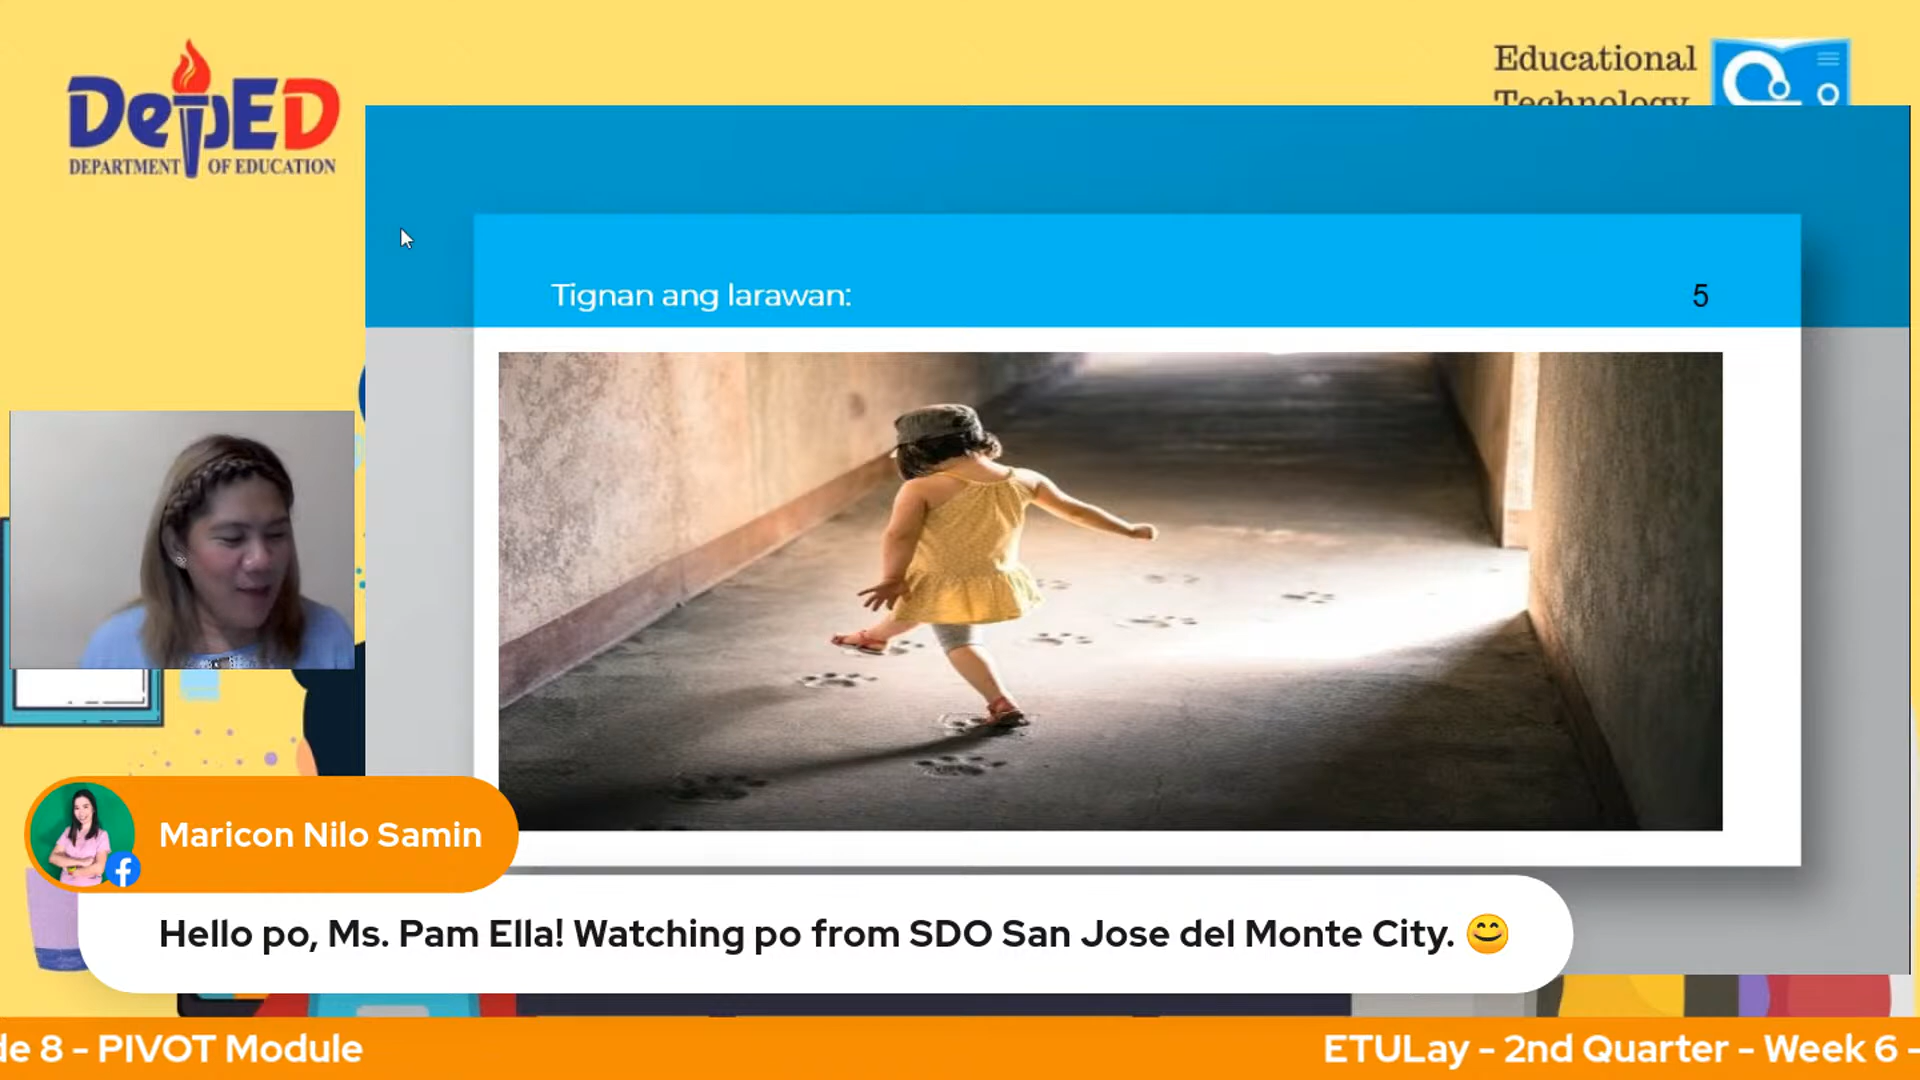 DepED
DEPARTMENT OF EDUCATION
Educational
Technology
Tignan ang larawan:
5
Maricon Nilo Samin
Hello po, Ms. Pam Ella! Watching po from SDO San Jose del Monte City. 😊
de 8 - PIVOT Module
ETULay - 2nd Quarter - Week 6 -